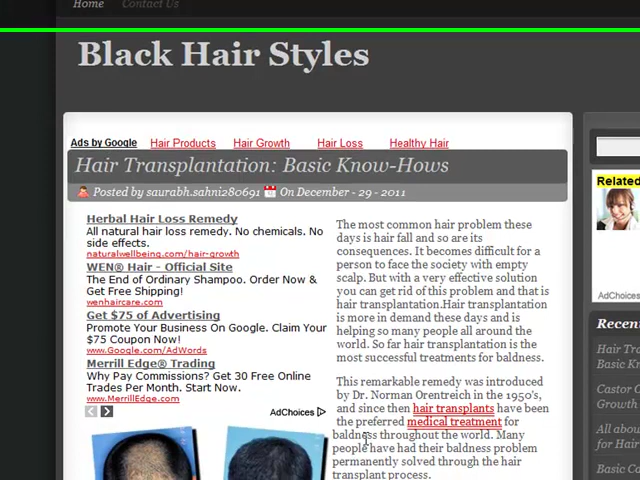 Home Contact Us
Black Hair Styles
Ads by Google Hair Products Hair Growth Hair Loss Healthy Hair
Hair Transplantation: Basic Know-Hows
Posted by saurabh.sahni280691 On December - 29 - 2011
Herbal Hair Loss Remedy
All natural hair loss remedy. No chemicals. No
side effects.
naturalwellbeing.com/hair-growth
WEN® Hair - Official Site
The End of Ordinary Shampoo. Order Now &
Get Free Shipping!
wenhaircare.com
Get $75 of Advertising
Promote Your Business On Google. Claim Your
$75 Coupon Now!
www.Google.com/AdWords
Merrill Edge® Trading
Why Pay Commissions? Get 30 Free Online
Trades Per Month. Start Now.
www.MerrillEdge.com
AdChoices
The most common hair problem these
days is hair fall and so are its
consequences. It becomes difficult for a
person to face the society with empty
scalp. But with a very effective solution
you can get rid of this problem and that is
hair transplantation.Hair transplantation
is more in demand these days and is
helping so many people all around the
world. So far hair transplantation is the
most successful treatments for baldness.
This remarkable remedy was introduced
by Dr. Norman Orentreich in the 1950's,
and since then hair transplants have been
the preferred medical treatment for
baldness throughout the world. Many
people have had their baldness problem
permanently solved through the hair
transplant process.
Related
AdChoices
Recen
Hair Tra
Basic Kn
Castor O
Growth
All about
for Hair
Basic Co